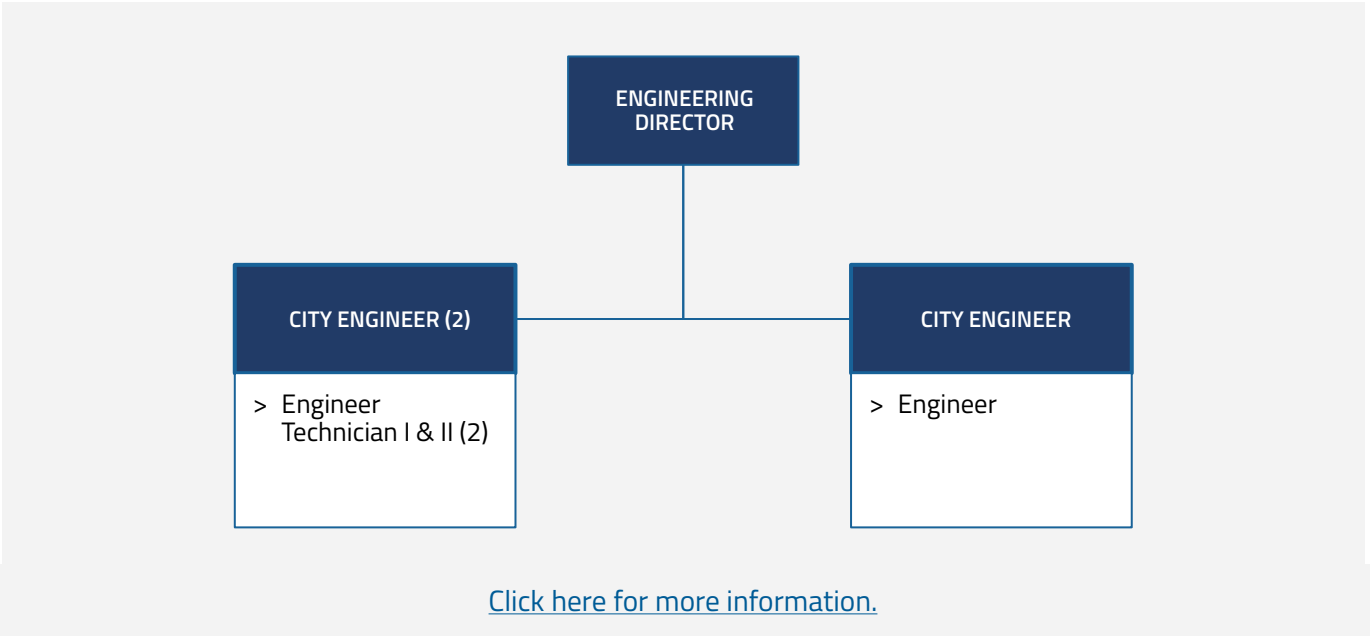 ENGINEERING
DIRECTOR
CITY ENGINEER (2)
> Engineer
Technician I & II (2)
CITY ENGINEER
> Engineer
Click here for more information.